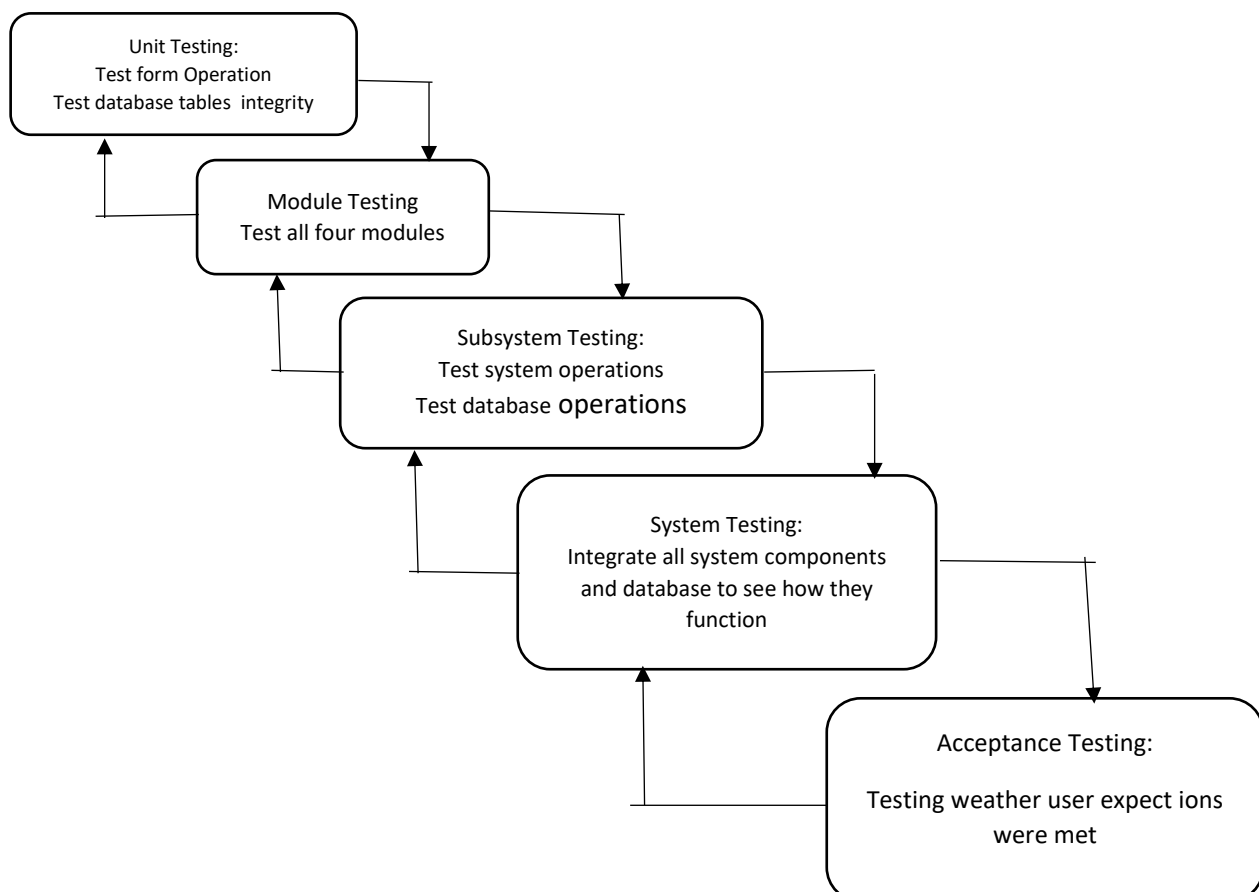 Unit Testing:
Test form Operation
Test database tables integrity
Module Testing
Test all four modules
Subsystem Testing:
Test system operations
Test database operations
System Testing:
Integrate all system components
and database to see how they
function
Acceptance Testing:
Testing weather user expect ions
were met